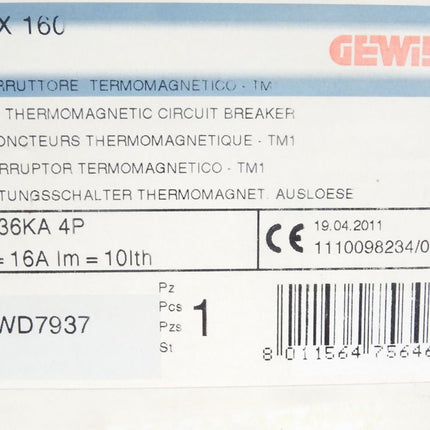 X 160
GEWIS
RRUTTORE TERMOMAGNETICO - TM
THERMOMAGNETIC CIRCUIT BREAKER
ONCTEURS THERMOMAGNETIQUE - TM1
RRUPTOR TERMOMAGNETICO - TM1
TUNGSSCHALTER THERMOMAGNET. AUSLOESE
36KA 4P
= 16A Im = 10Ith
CE
19.04.2011
1110098234/0
WD7937
Pz
Pcs
Pzs
St
1
8 011564 75646